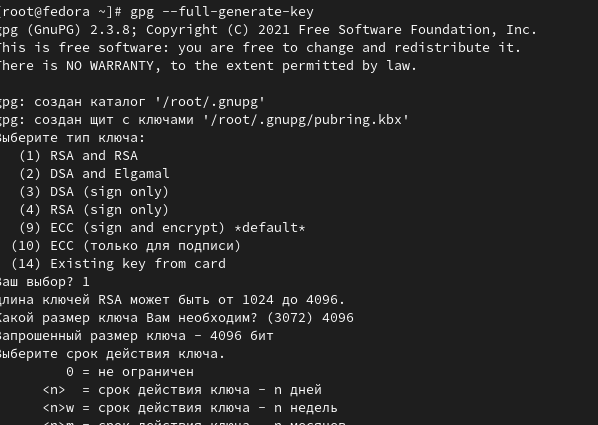 [root@fedora ~]# gpg --full-generate-key
gpg (GnuPG) 2.3.8; Copyright (C) 2021 Free Software Foundation, Inc.
This is free software: you are free to change and redistribute it.
There is NO WARRANTY, to the extent permitted by law.
gpg: создан каталог '/root/.gnupg'
gpg: создан щит с ключами '/root/.gnupg/pubring.kbx'
Выберите тип ключа:
(1) RSA and RSA
(2) DSA and Elgamal
(3) DSA (sign only)
(4) RSA (sign only)
(9) ECC (sign and encrypt) *default*
(10) ECC (только для подписи)
(14) Existing key from card
Ваш выбор? 1
длина ключей RSA может быть от 1024 до 4096.
Какой размер ключа Вам необходим? (3072) 4096
Запрошенный размер ключа - 4096 бит
Выберите срок действия ключа.
0 = не ограничен
<n> = срок действия ключа - n дней
<n>w = срок действия ключа - n недель
<n>m = срок действия ключа - n месяцев